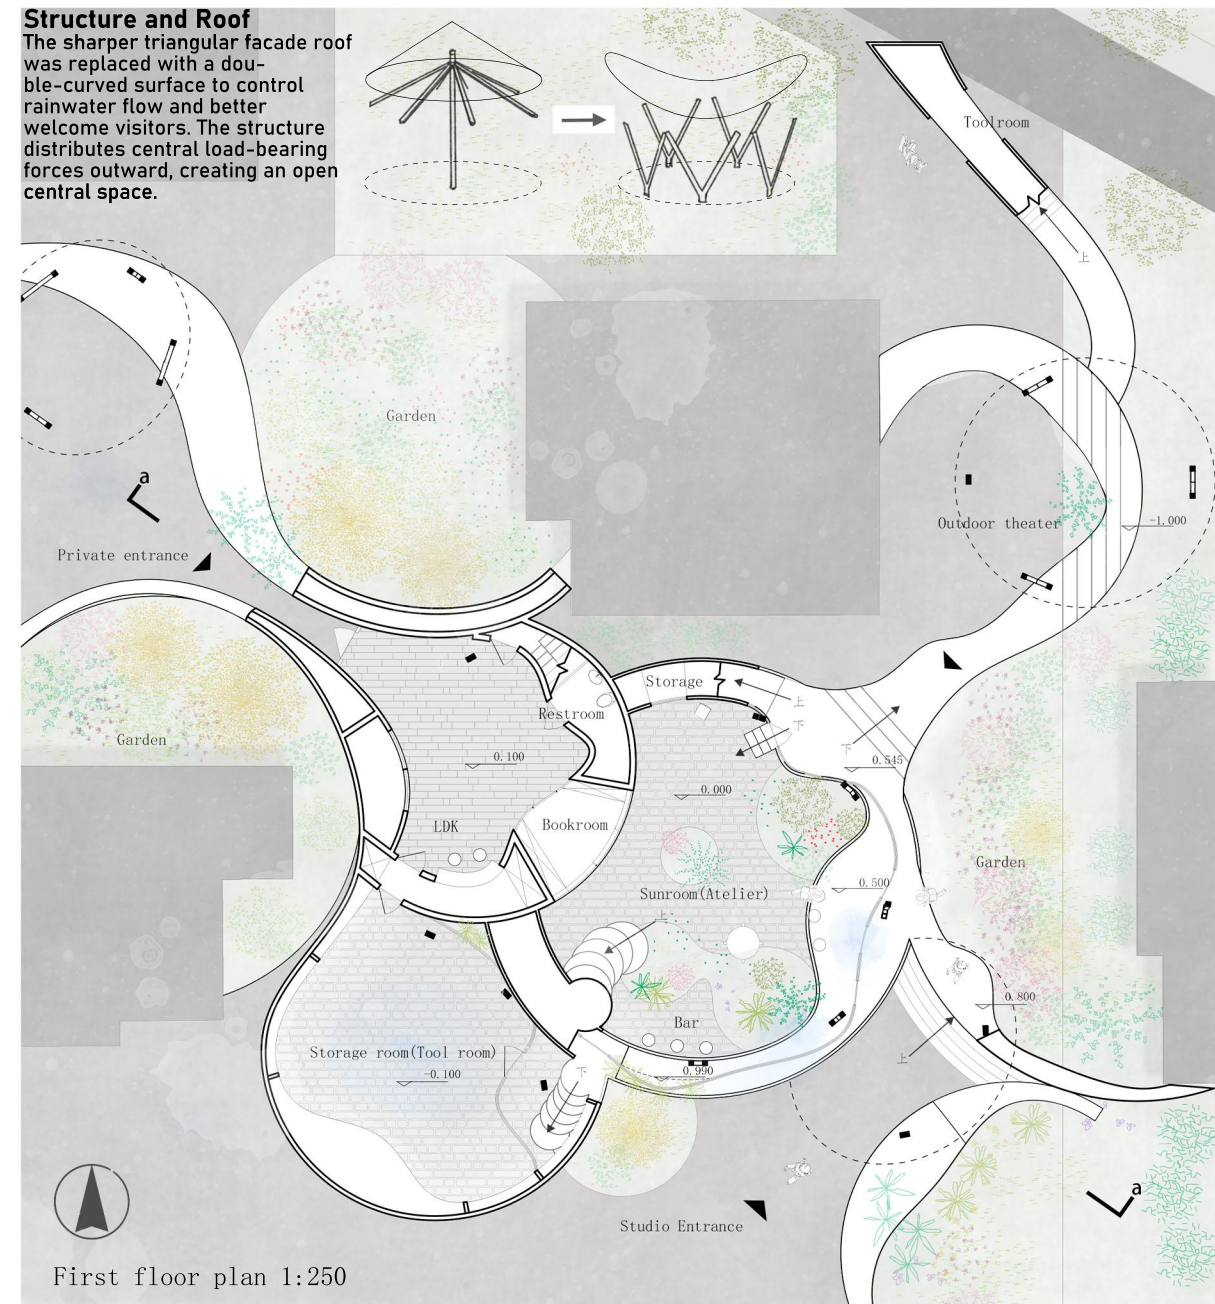 Structure and Roof
The sharper triangular facade roof
was replaced with a dou-
ble-curved surface to control
rainwater flow and better
welcome visitors. The structure
distributes central load-bearing
forces outward, creating an open
central space.
Toolroom
上
Garden
a
Outdoor theater
-1.000
Private entrance
Storage
上
Restroom
下
Garden
下
0.545
0.100
0.000
LDK
Bookroom
Garden
0.500
Sunroom(Atelier)
上
0.800
Bar
Storage room(Tool room)
上
-0.100
下
0.990
a
Studio Entrance
First floor plan 1:250